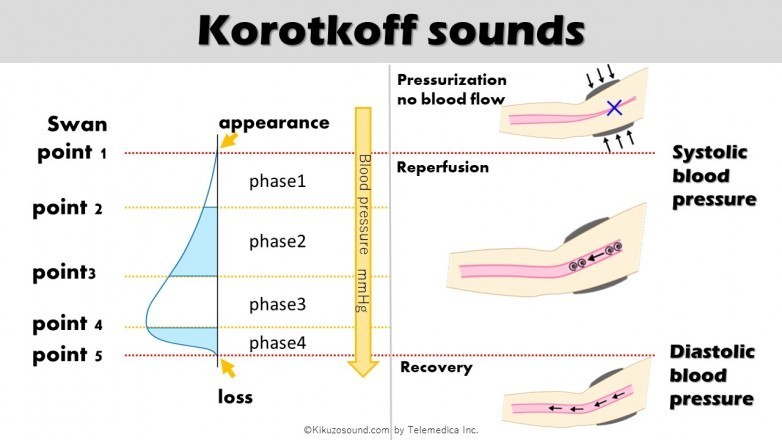 Korotkoff sounds
Swan
point 1
appearance
phase1
point 2
phase2
point3
phase3
point 4
phase4
point 5
loss
Blood pressure mmHg
Pressurization
no blood flow
Reperfusion
Systolic
blood
pressure
Recovery
Diastolic
blood
pressure
©Kikuzosound.com by Telemedica Inc.